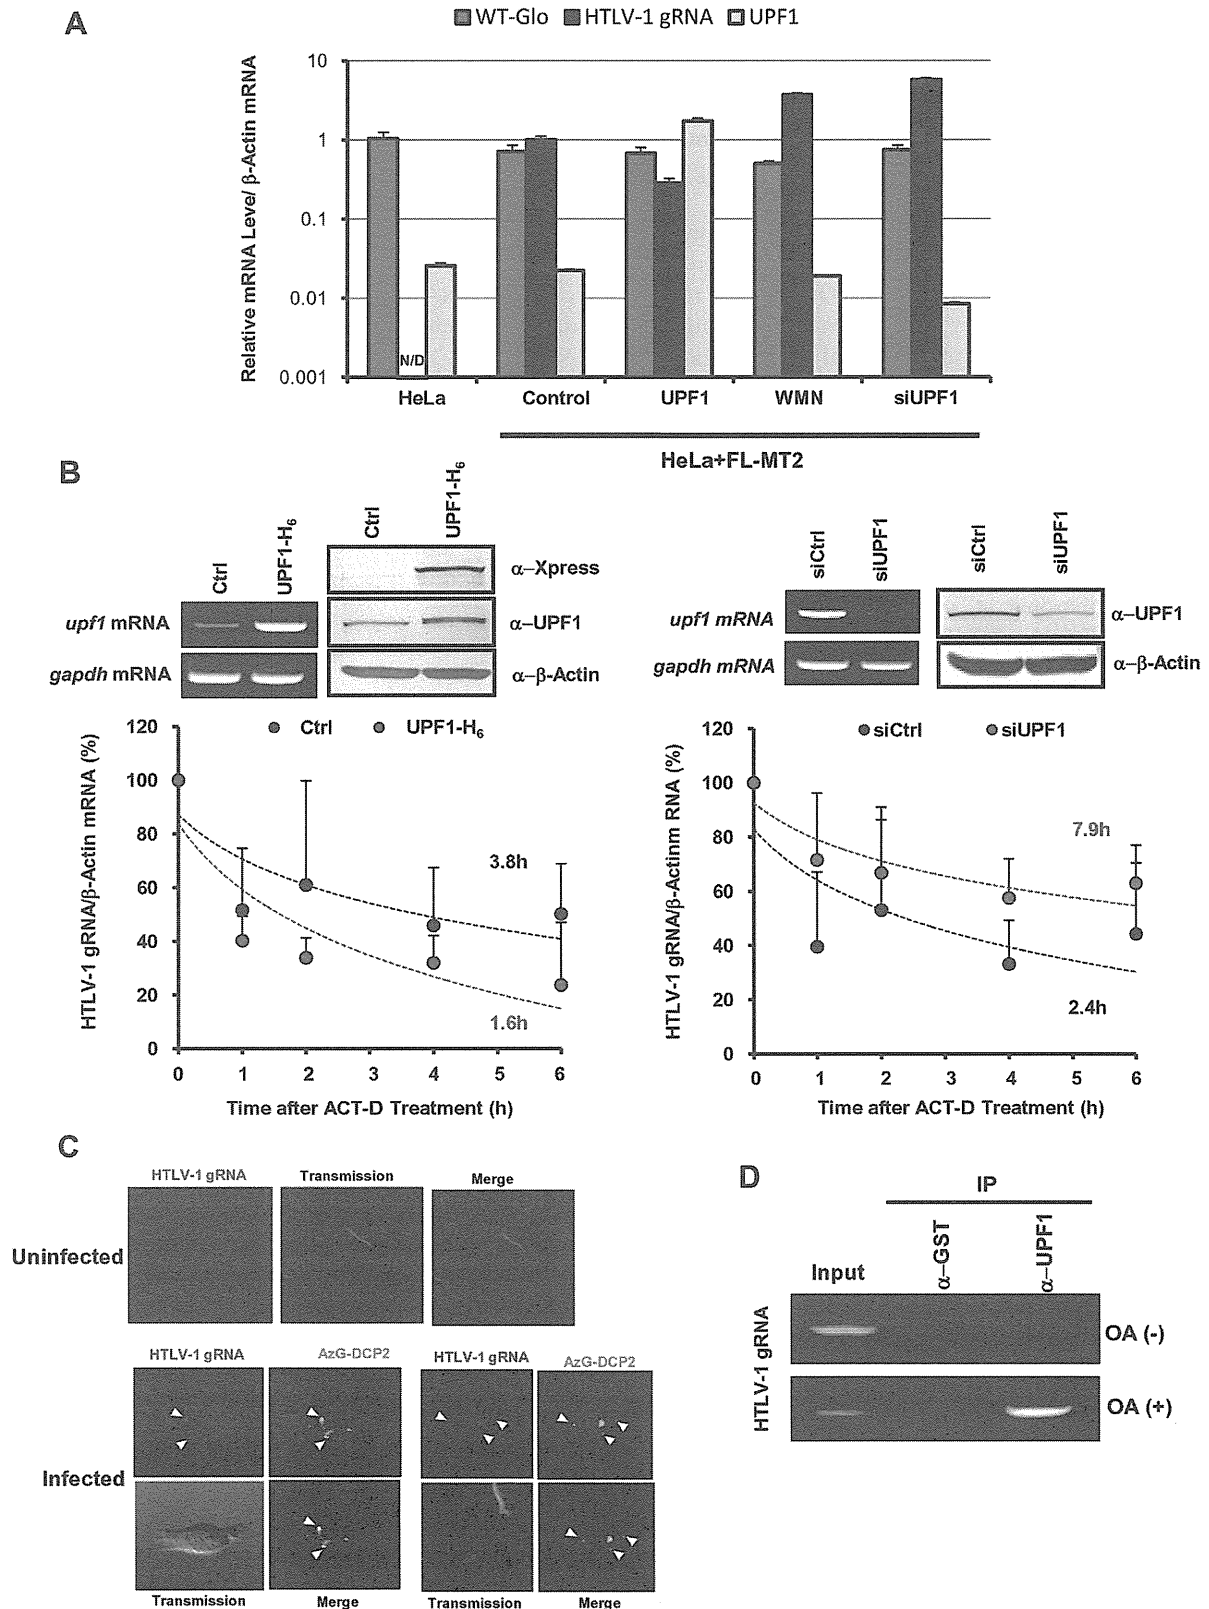 A
WT-Glo HTLV-1 gRNA UPF1
Relative mRNA Leve/ β-Actin mRNA
10
1
0.1
0.01
0.001
N/D
HeLa Control UPF1 WMN siUPF1
HeLa+FL-MT2
B
Ctrl UPF1-H6 Ctrl UPF1-H6
α-Xpress
upf1 mRNA α-UPF1
gapdh mRNA α-β-Actin
siCtrl siUPF1 siCtrl siUPF1
upf1 mRNA α-UPF1
gapdh mRNA α-β-Actin
HTLV-1 gRNA/β-Actin mRNA (%)
120
100
80
60
40
20
0
Ctrl UPF1-H6
3.8h
1.6h
0 1 2 3 4 5 6
Time after ACT-D Treatment (h)
HTLV-1 gRNA/β-Actinm RNA (%)
120
100
80
60
40
20
0
siCtrl siUPF1
7.9h
2.4h
0 1 2 3 4 5 6
Time after ACT-D Treatment (h)
C
HTLV-1 gRNA Transmission Merge
Uninfected
HTLV-1 gRNA AzG-DCP2 HTLV-1 gRNA AzG-DCP2
Infected
Transmission Merge Transmission Merge
D
IP
Input α-GST α-UPF1
HTLV-1 gRNA
OA (-)
OA (+)